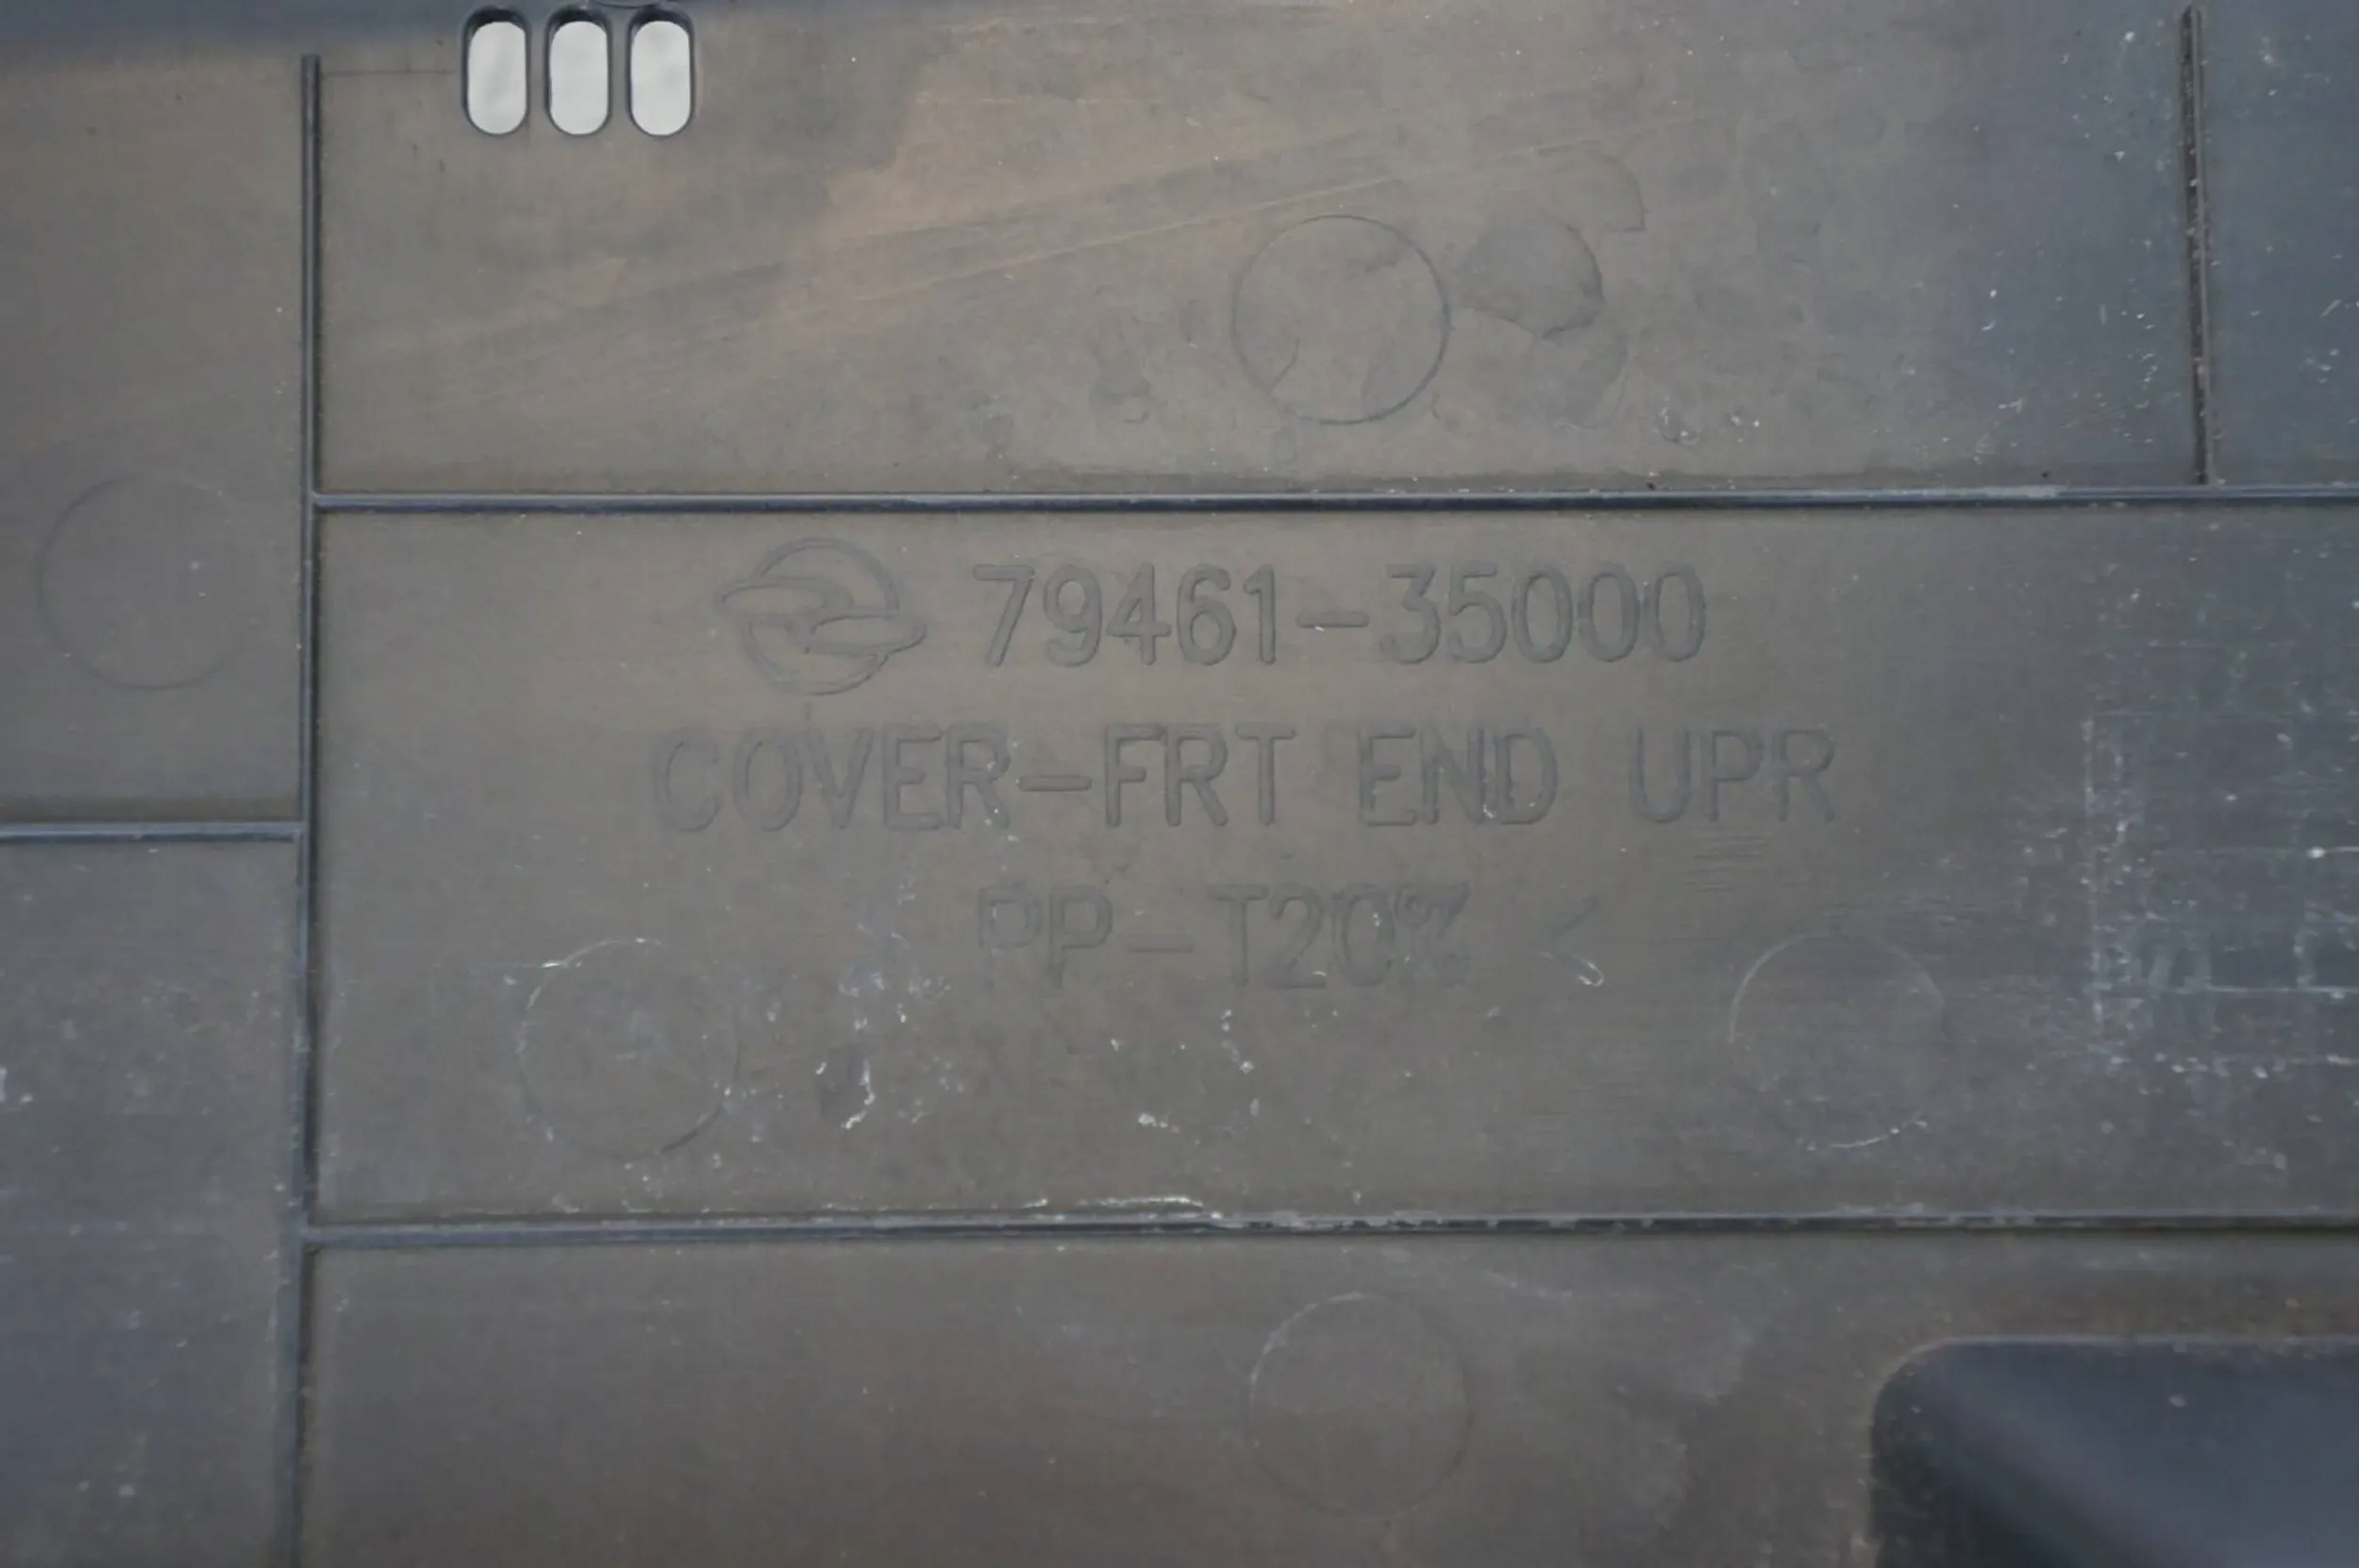 79461-35000
COVER-FRT END UPR
PP-T20% <